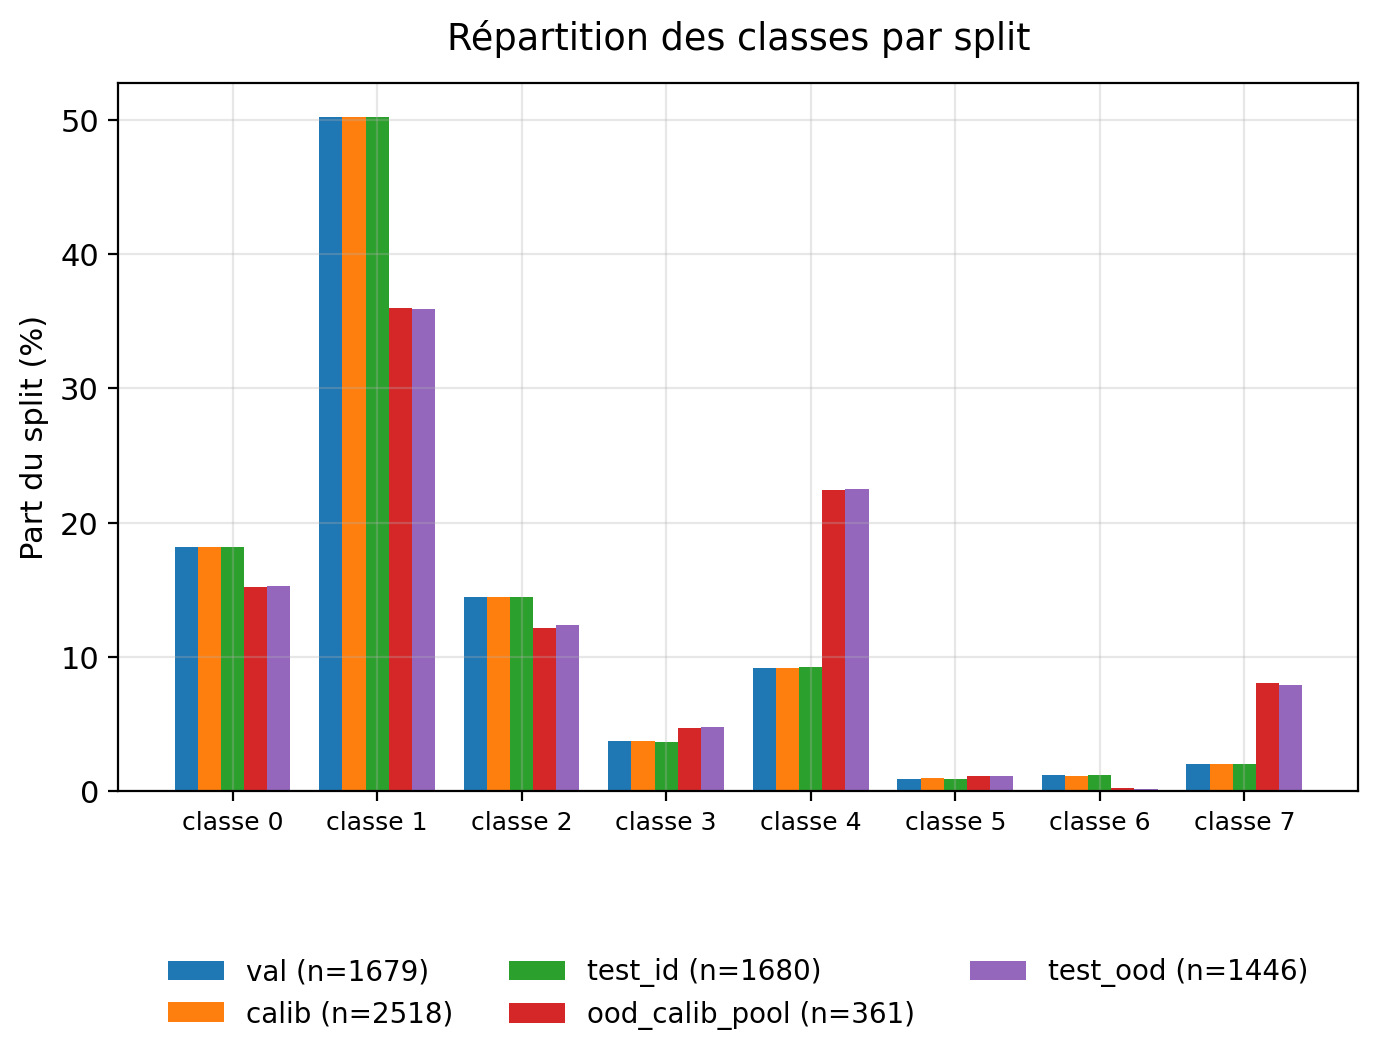 Répartition des classes par split
Part du split (%)
50
40
30
20
10
0
classe 0 classe 1 classe 2 classe 3 classe 4 classe 5 classe 6 classe 7
val (n=1679) test_id (n=1680) test_ood (n=1446)
calib (n=2518) ood_calib_pool (n=361)